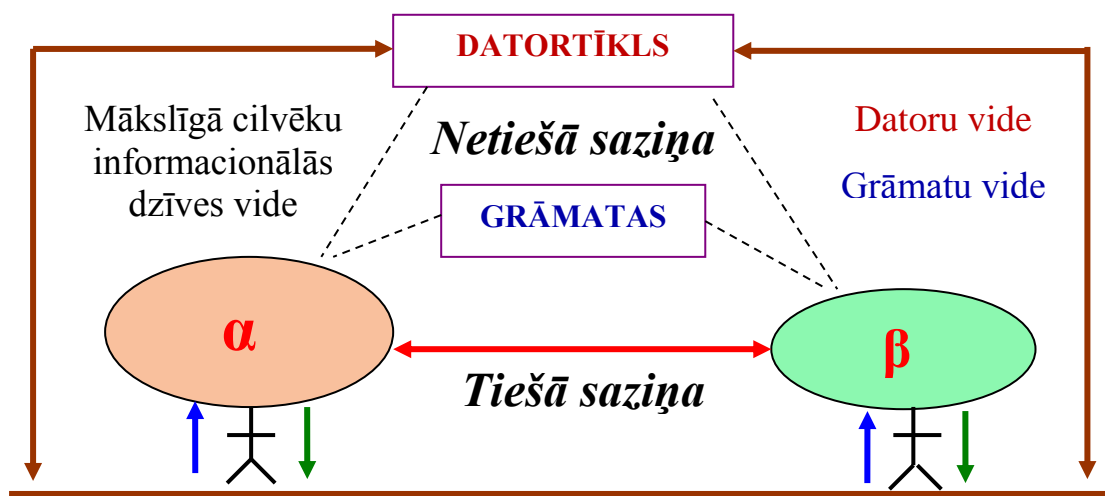 DATORTĪKLS
Mākslīgā cilvēku
informacionālās
dzīves vide
Netiešā saziņa
Datoru vide
Grāmatu vide
GRĀMATAS
α
β
Tiešā saziņa